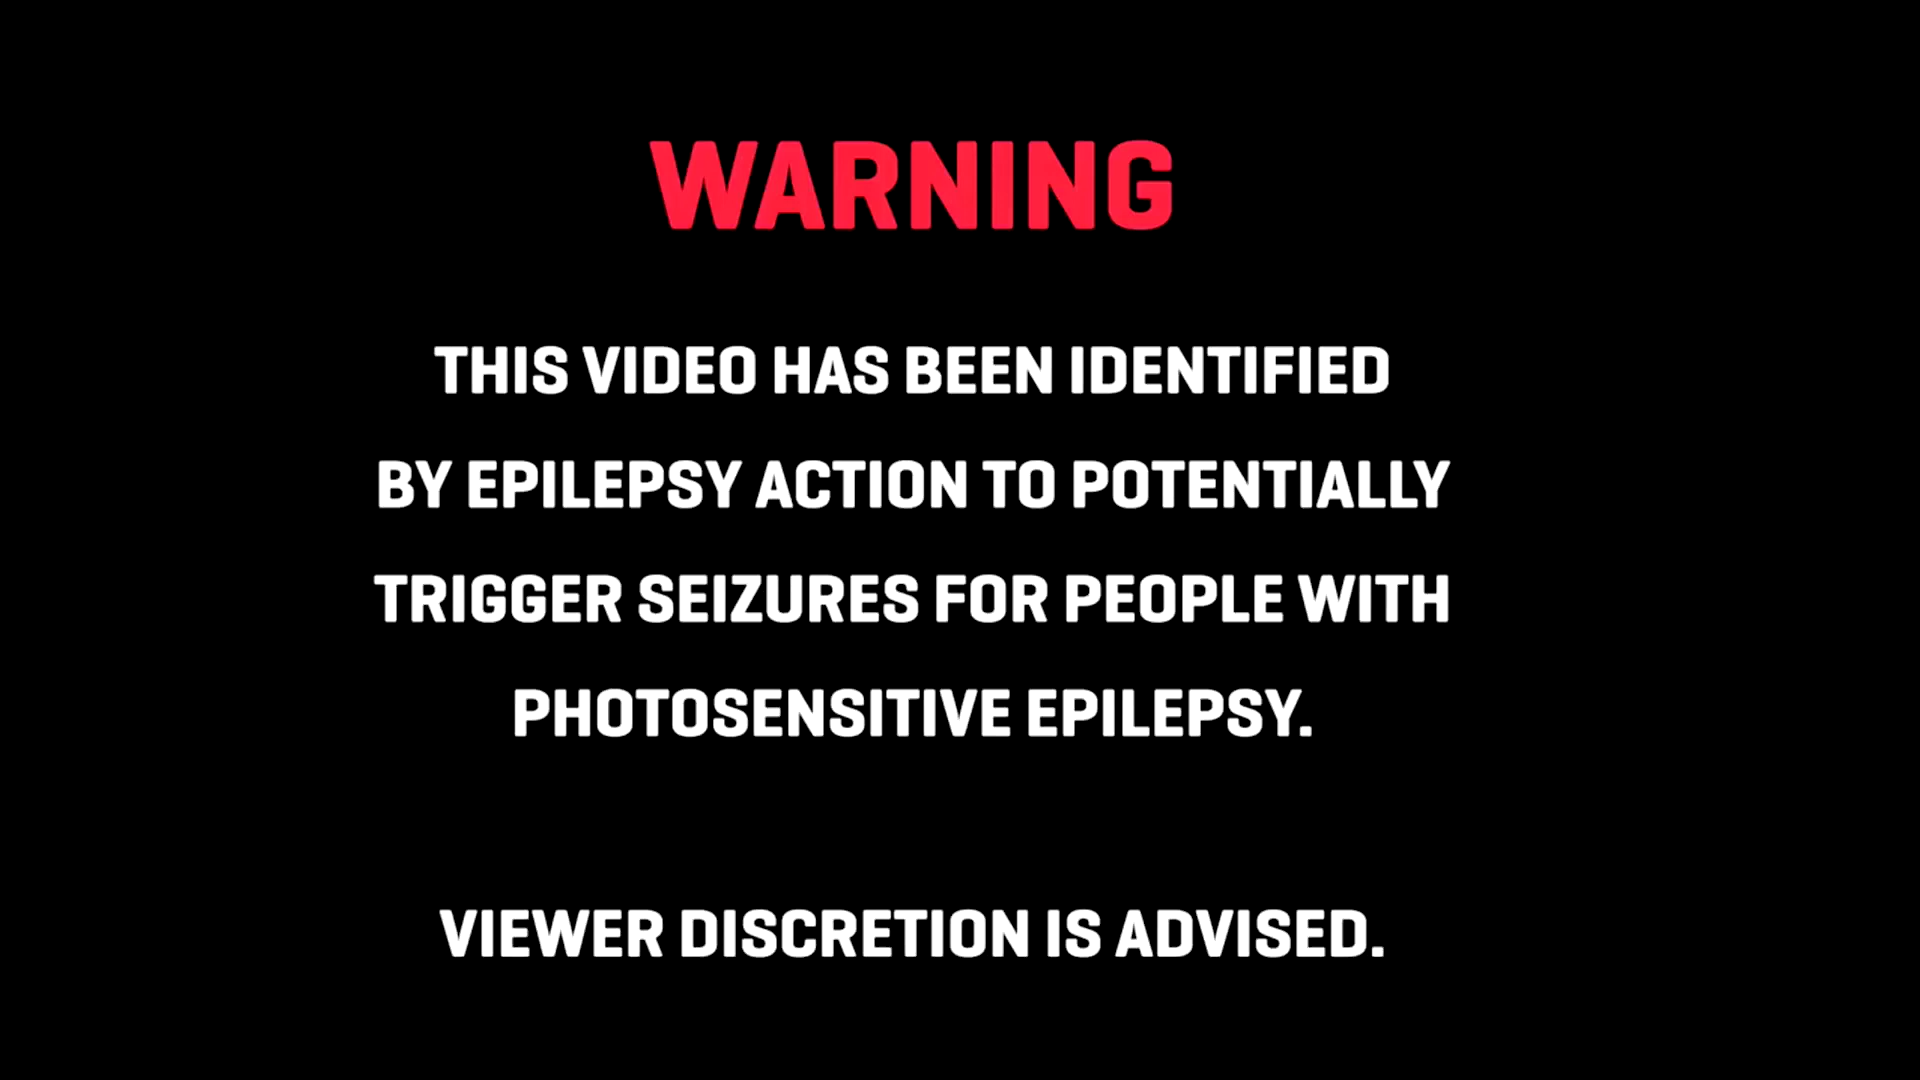 WARNING
THIS VIDEO HAS BEEN IDENTIFIED
BY EPILEPSY ACTION TO POTENTIALLY
TRIGGER SEIZURES FOR PEOPLE WITH
PHOTOSENSITIVE EPILEPSY.
VIEWER DISCRETION IS ADVISED.